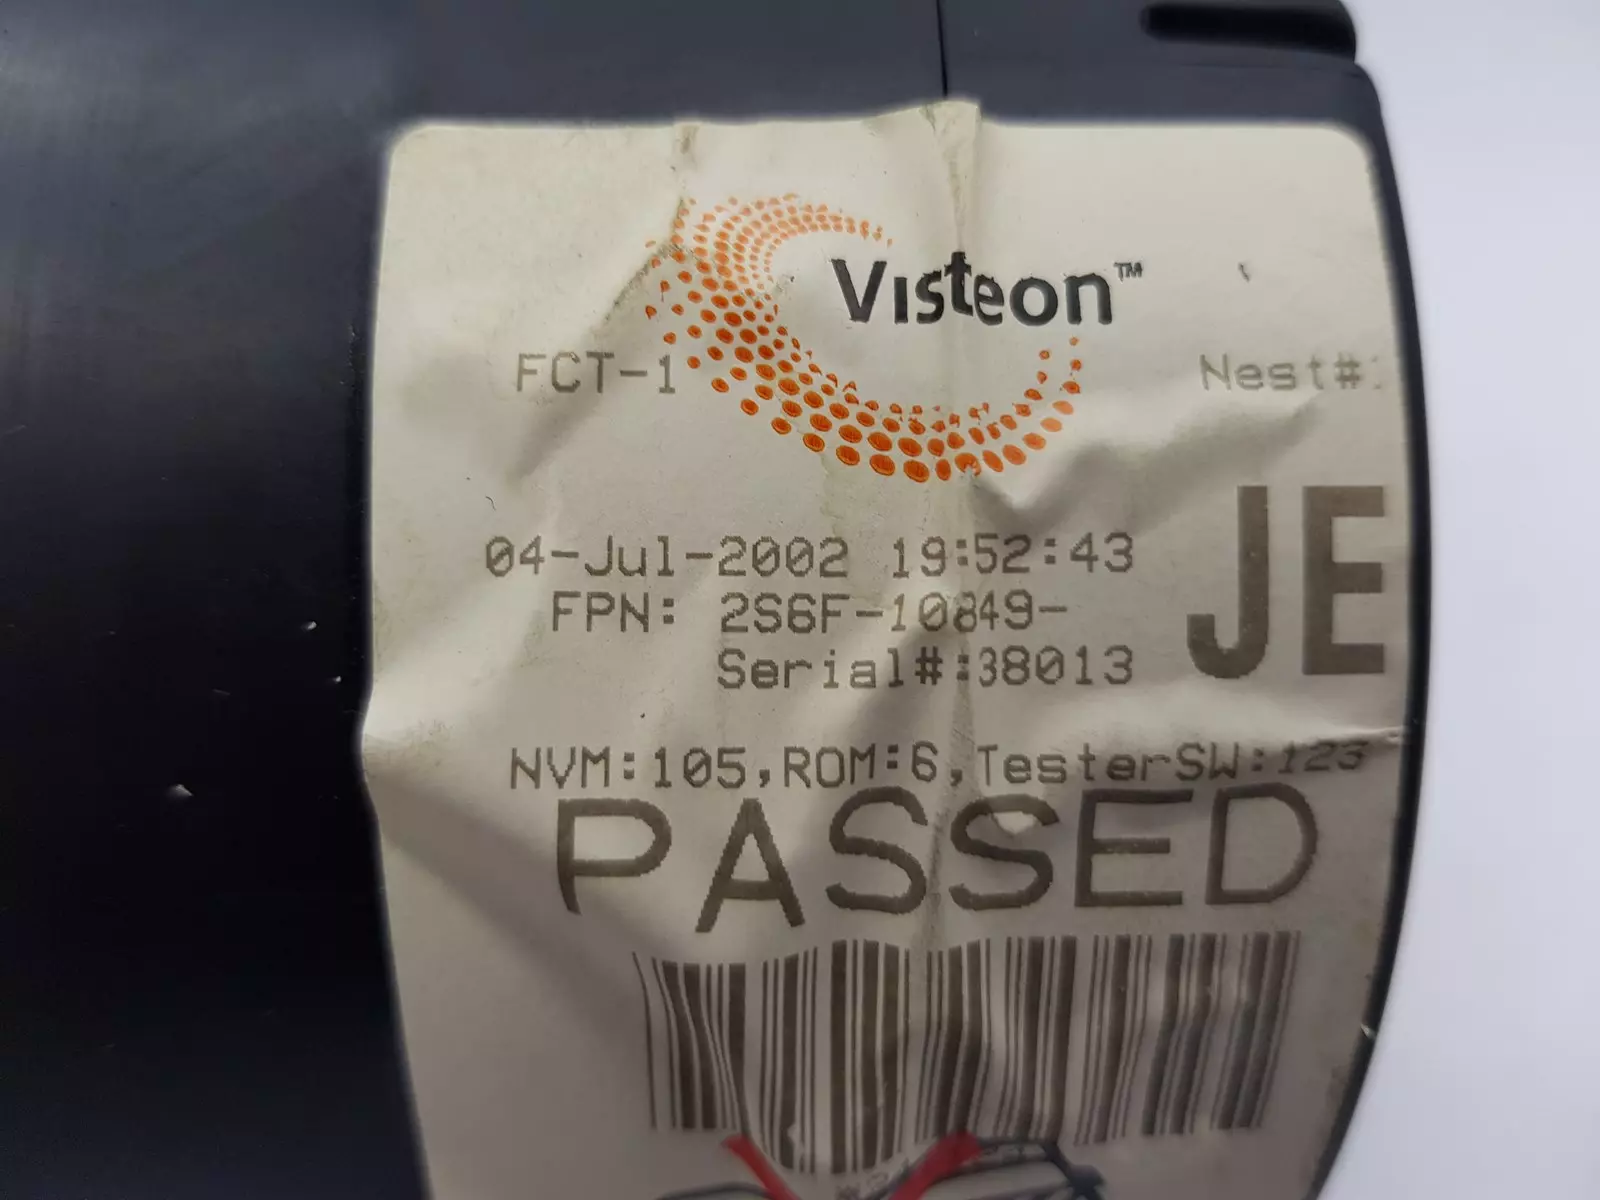 Visteon™
FCT-1
Nest#:
JE
04-Jul-2002 19:52:43
FPN: 2S6F-10849-
Serial#:38013
NVM:105,ROM:6,TesterSW:123
PASSED